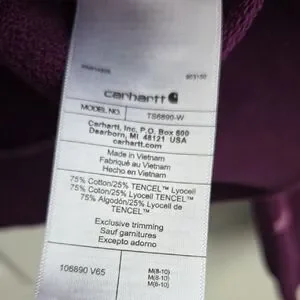 carhartt
MODEL NO. TS6890-W
Carhartt, Inc, P.O. Box 600
Dearborn, MI 48121 USA
carhartt.com
Made in Vietnam
Fabriqué au Vietnam
Hecho en Vietnam
75% Cotton/25% TENCEL™ Lyocell
75% Coton/25% Lyocell TENCEL™
75% Algodón/25% Lyocell de
TENCEL™
Exclusive trimming
Sauf garnitures
Excepto adorno
106890 V65 M(8-10)
M(8-10)
M(8-10)